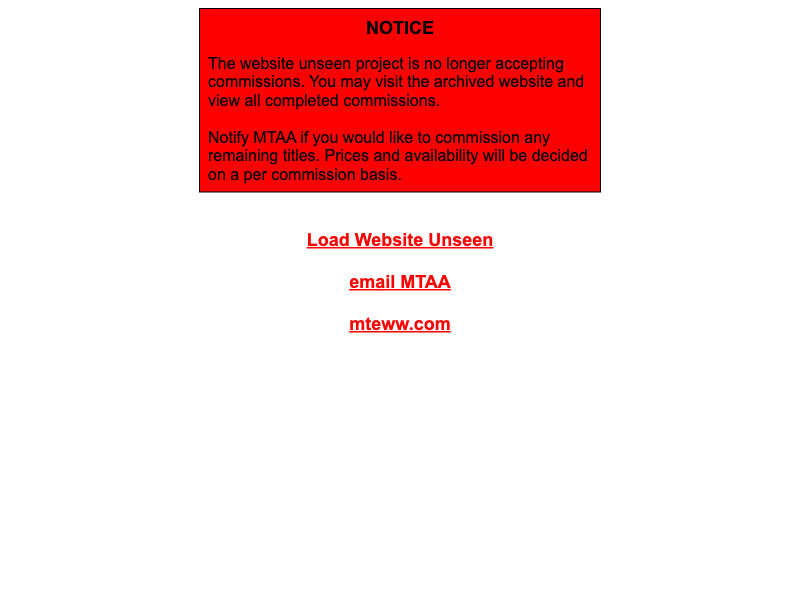 NOTICE
The website unseen project is no longer accepting
commissions. You may visit the archived website and
view all completed commissions.
Notify MTAA if you would like to commission any
remaining titles. Prices and availability will be decided
on a per commission basis.
Load Website Unseen
email MTAA
mteww.com